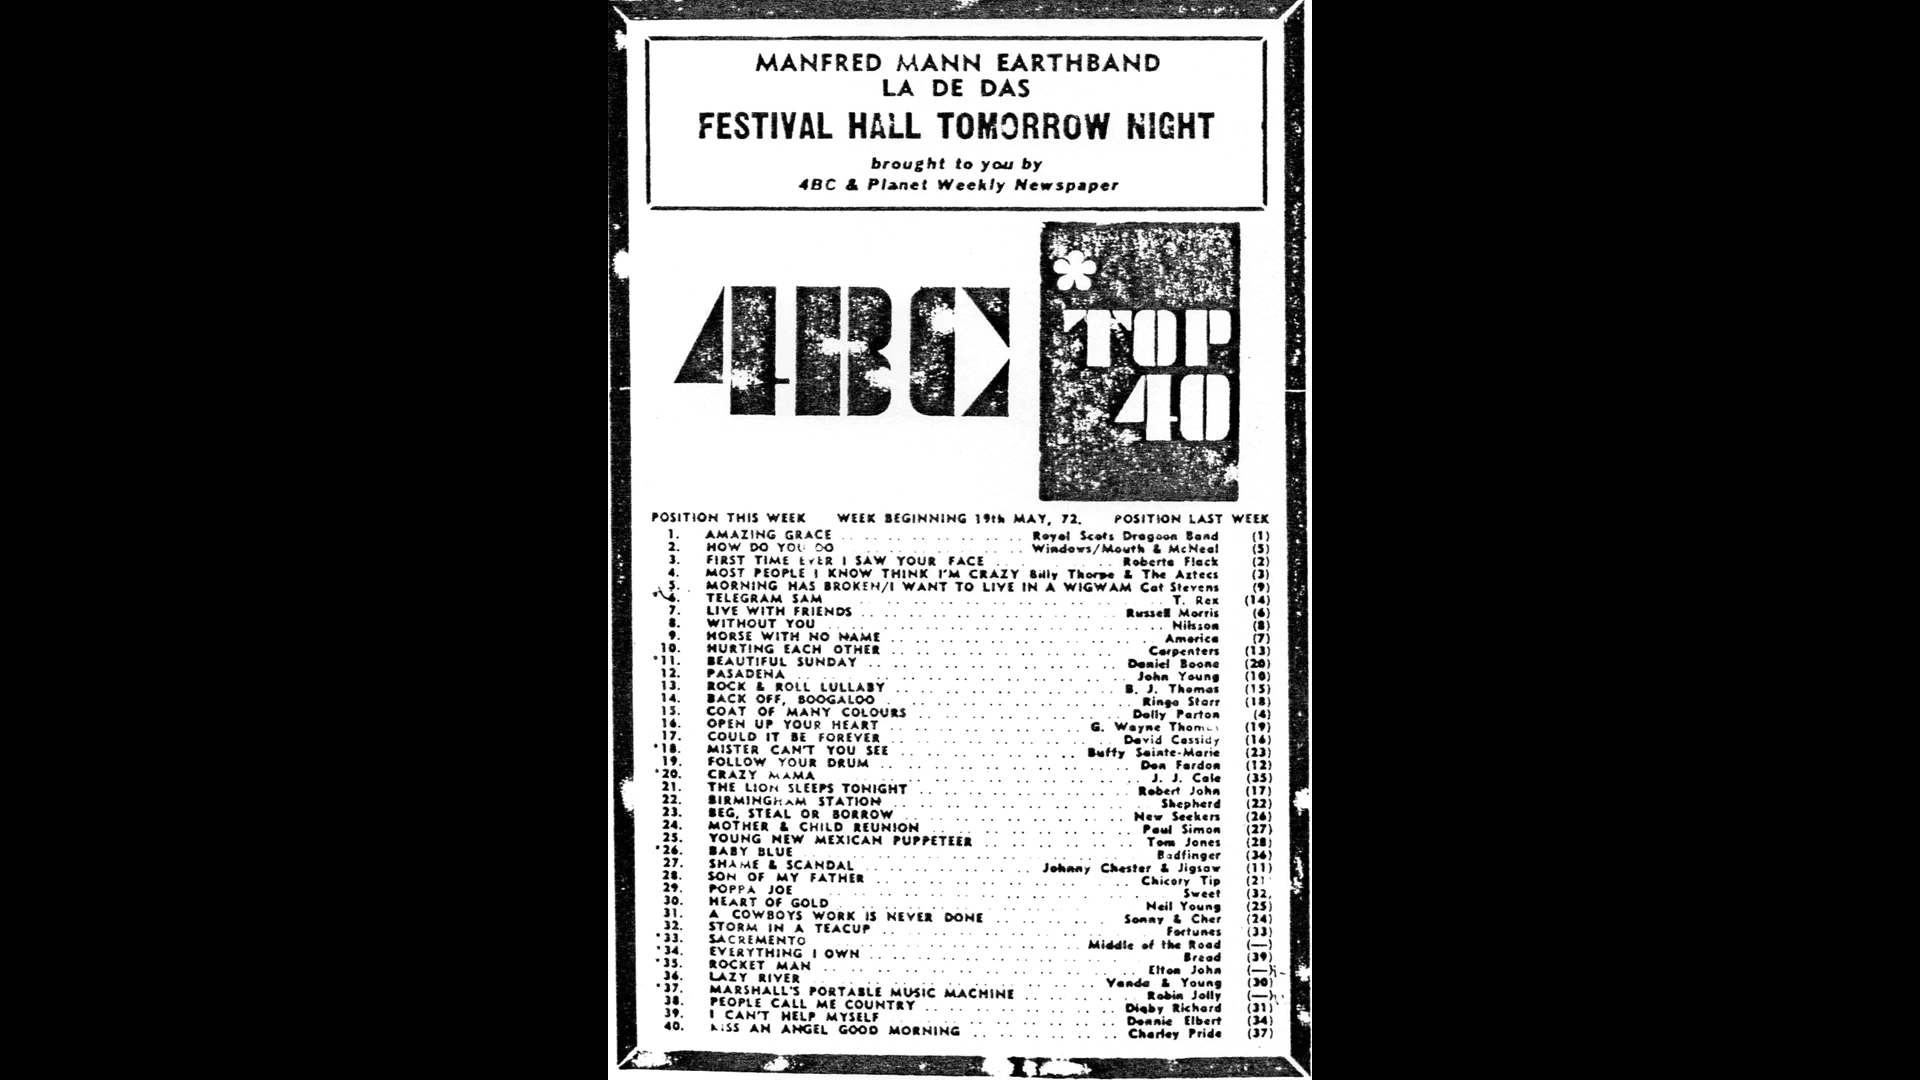 MANFRED MANN EARTHBAND
LA DE DAS
FESTIVAL HALL TOMORROW NIGHT
brought to you by
4BC & Planet Weekly Newspaper
4BC
TOP
40
POSITION THIS WEEK WEEK BEGINNING 19th MAY, 72. POSITION LAST WEEK
1. AMAZING GRACE Royal Scots Dragoon Band (1)
2. HOW DO YOU DO Windows/Mouth & McNeal (5)
3. FIRST TIME EVER I SAW YOUR FACE Roberta Flack (2)
4. MOST PEOPLE I KNOW THINK I'M CRAZY Billy Thorpe & The Aztecs (3)
5. MORNING HAS BROKEN/I WANT TO LIVE IN A WIGWAM Cat Stevens (9)
*6. TELEGRAM SAM T. Rex (14)
7. LIVE WITH FRIENDS Russell Morris (6)
8. WITHOUT YOU Nilsson (8)
9. HORSE WITH NO NAME America (7)
10. HURTING EACH OTHER Carpenters (13)
*11. BEAUTIFUL SUNDAY Daniel Boone (20)
12. PASADENA John Young (10)
13. ROCK & ROLL LULLABY B. J. Thomas (15)
14. BACK OFF, BOOGALOO Ringo Starr (18)
15. COAT OF MANY COLOURS Dolly Parton (4)
16. OPEN UP YOUR HEART G. Wayne Thomas (19)
17. COULD IT BE FOREVER David Cassidy (16)
*18. MISTER CAN'T YOU SEE Buffy Sainte-Marie (23)
19. FOLLOW YOUR DRUM Don Fardon (12)
*20. CRAZY MAMA J. J. Cale (35)
21. THE LION SLEEPS TONIGHT Robert John (17)
22. BIRMINGHAM STATION Shepherd (22)
23. BEG, STEAL OR BORROW New Seekers (26)
24. MOTHER & CHILD REUNION Paul Simon (27)
25. YOUNG NEW MEXICAN PUPPETEER Tom Jones (28)
*26. BABY BLUE Badfinger (36)
27. SHAME & SCANDAL Johnny Chester & Jigsaw (11)
28. SON OF MY FATHER Chicory Tip (21
29. POPPA JOE Sweet (32,
30. HEART OF GOLD Neil Young (25)
31. A COWBOYS WORK IS NEVER DONE Sonny & Cher (24)
32. STORM IN A TEACUP Fortunes (33)
*33. SACREMENTO Middle of the Road (—)
*34. EVERYTHING I OWN Bread (39)
*35. ROCKET MAN Elton John (—)
36. LAZY RIVER Vanda & Young (30)
*37. MARSHALL'S PORTABLE MUSIC MACHINE Robin Jolly (—)
38. PEOPLE CALL ME COUNTRY Digby Richard (31)
39. I CAN'T HELP MYSELF Donnie Elbert (34)
40. KISS AN ANGEL GOOD MORNING Charley Pride (37)